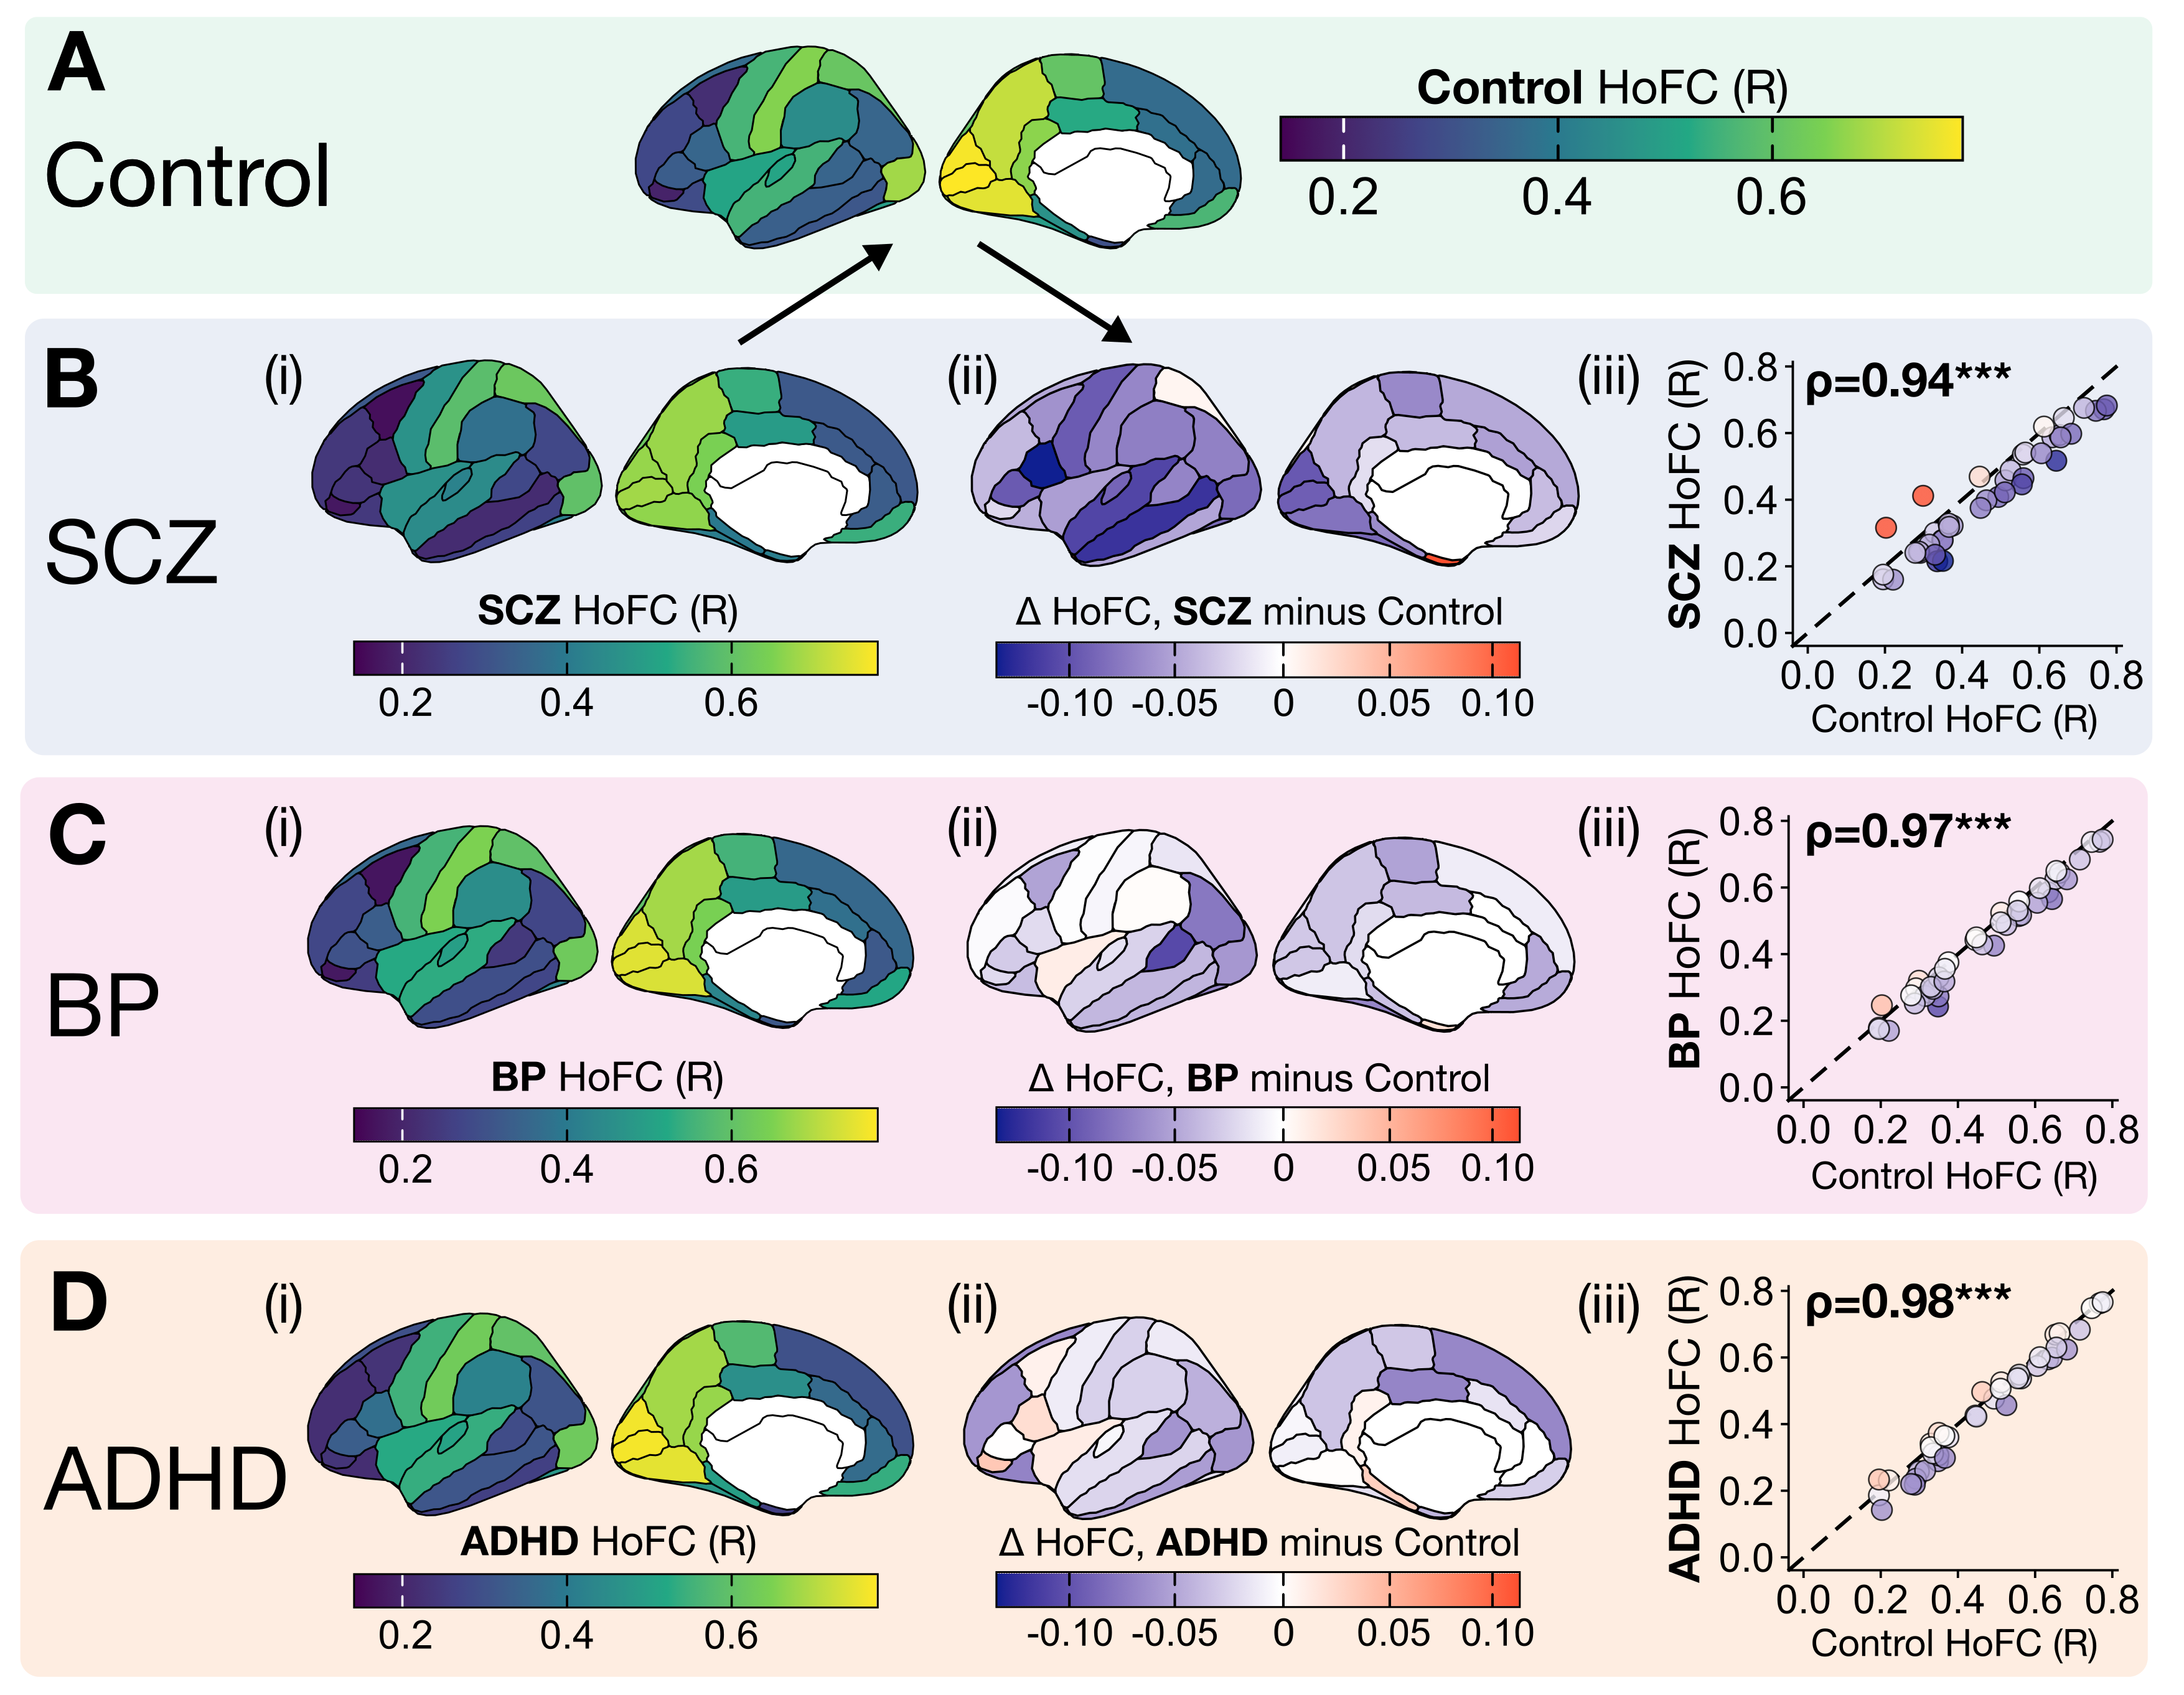 A
Control
Control HoFC (R)
0.2 0.4 0.6
B
SCZ
(i)
SCZ HoFC (R)
0.2 0.4 0.6
(ii)
Δ HoFC, SCZ minus Control
-0.10 -0.05 0 0.05 0.10
(iii)
ρ=0.94***
SCZ HoFC (R)
0.8
0.6
0.4
0.2
0.0
0.0 0.2 0.4 0.6 0.8
Control HoFC (R)
C
BP
(i)
BP HoFC (R)
0.2 0.4 0.6
(ii)
Δ HoFC, BP minus Control
-0.10 -0.05 0 0.05 0.10
(iii)
ρ=0.97***
BP HoFC (R)
0.8
0.6
0.4
0.2
0.0
0.0 0.2 0.4 0.6 0.8
Control HoFC (R)
D
ADHD
(i)
ADHD HoFC (R)
0.2 0.4 0.6
(ii)
Δ HoFC, ADHD minus Control
-0.10 -0.05 0 0.05 0.10
(iii)
ρ=0.98***
ADHD HoFC (R)
0.8
0.6
0.4
0.2
0.0
0.0 0.2 0.4 0.6 0.8
Control HoFC (R)